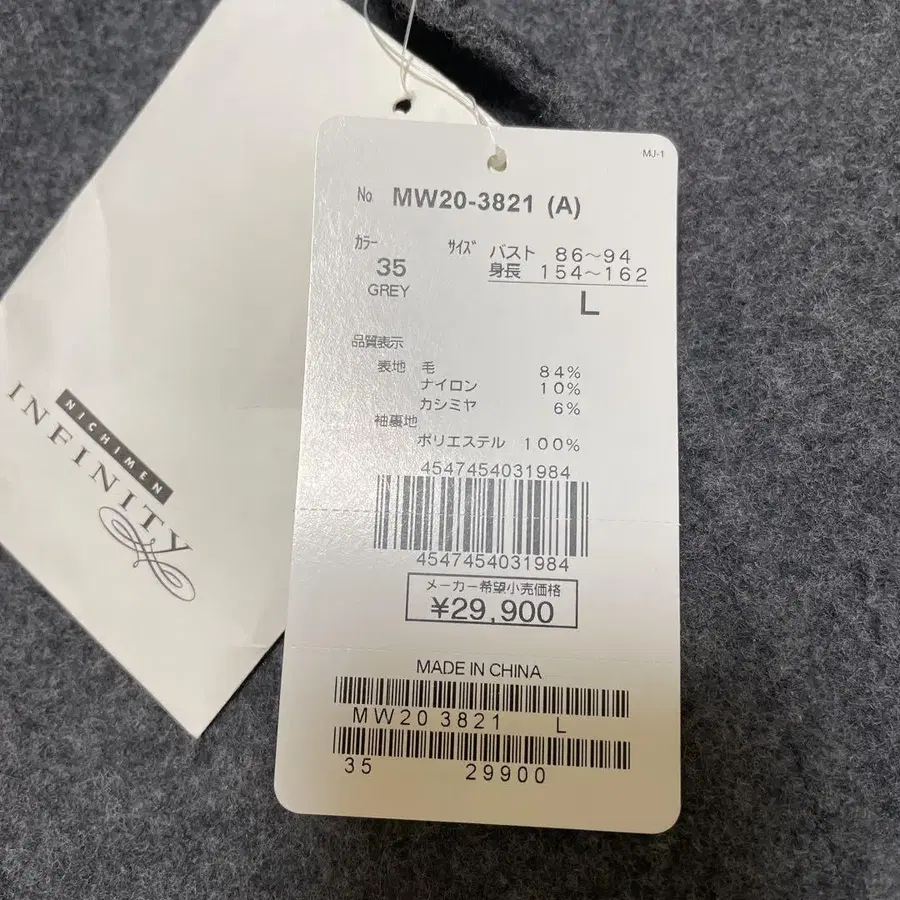 MJ-1
No. MW20-3821 (A)
カラー サイズ バスト 86〜94
35 身長 154〜162
GREY L
品質表示
表地 毛 84%
ナイロン 10%
カシミヤ 6%
袖裏地
ポリエステル 100%
4547454031984
4547454031984
メーカー希望小売価格
¥29,900
MADE IN CHINA
MW20 3821 L
35 29900
NICHIMEN
INFINITY